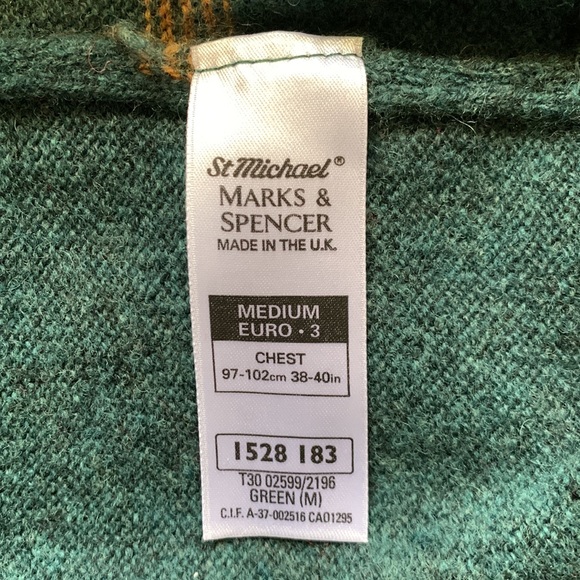 St Michael®
MARKS &
SPENCER
MADE IN THE U.K.
MEDIUM
EURO · 3
CHEST
97-102cm 38-40in
1528 183
T30 02599/2196
GREEN (M)
C.I.F. A-37-002516 CA01295